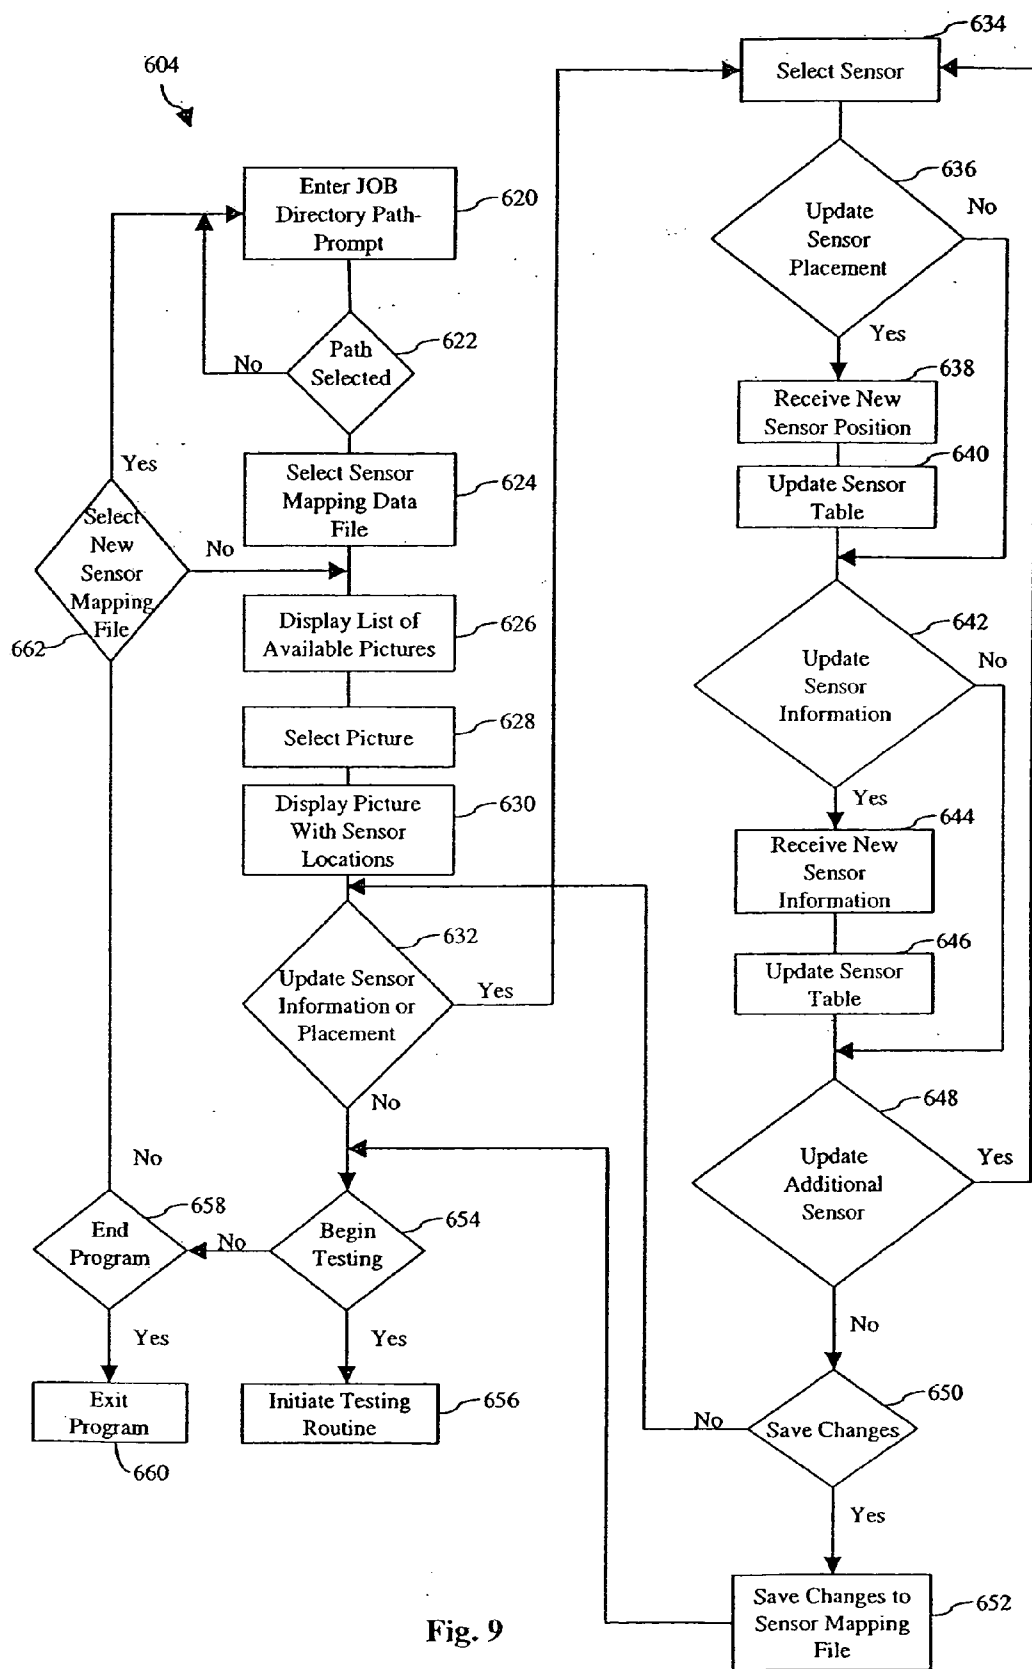 604
Enter JOB
Directory Path-
Prompt
620
Path
Selected
622
No
Select Sensor
Mapping Data
File
624
Yes
Select
New
Sensor
Mapping
File
662
No
Display List of
Available Pictures
626
Select Picture
628
Display Picture
With Sensor
Locations
630
Update Sensor
Information or
Placement
632
Yes
No
Begin
Testing
654
No
End
Program
658
No
Yes
Exit
Program
660
Yes
Initiate Testing
Routine
656
Select Sensor
634
Update
Sensor
Placement
636
No
Yes
Receive New
Sensor Position
638
Update Sensor
Table
640
Update
Sensor
Information
642
No
Yes
Receive New
Sensor
Information
644
Update Sensor
Table
646
Update
Additional
Sensor
648
Yes
No
Save Changes
650
No
Yes
Save Changes to
Sensor Mapping
File
652
Fig. 9